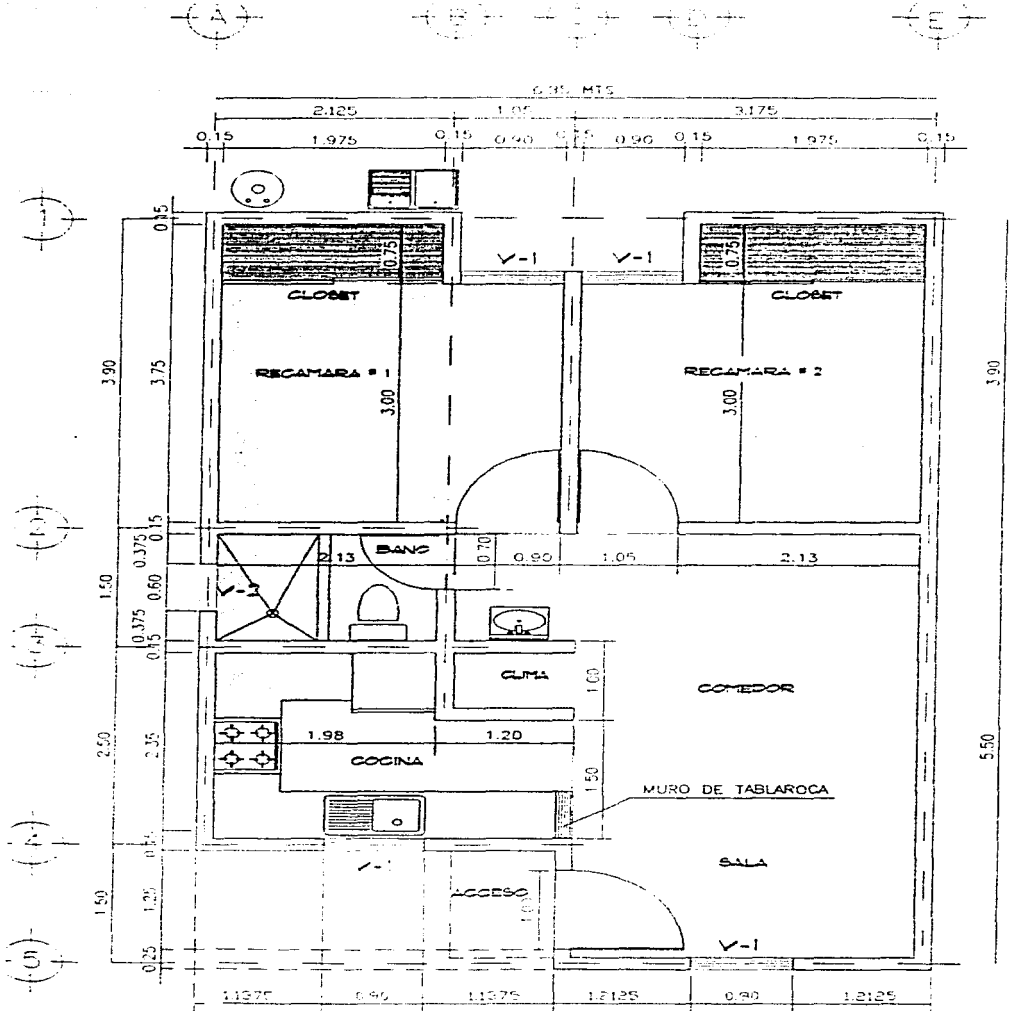 A B C D E
6.35 MTS
2.125 1.05 3.175
0.15 1.975 0.15 0.90 0.15 0.90 0.15 1.975 0.15
1
0.15
0.75 V-1 V-1 0.75
CLOSET CLOSET
3.90 3.75 RECAMARA # 1 RECAMARA # 2 3.90
3.00 3.00
0.15
0.375 2.13 BANO 0.70 0.90 1.05 2.13
1.50 0.60 V-2
0.375
0.15
CLIMA 1.00 COMEDOR
2.50 2.35 1.98 1.20 5.50
COCINA 1.50
MURO DE TABLAROCA
V-1 SALA
1.50 1.25 ACCESO 1.00
0.25 V-1
1.1375 0.90 1.1375 1.2125 0.90 1.2125